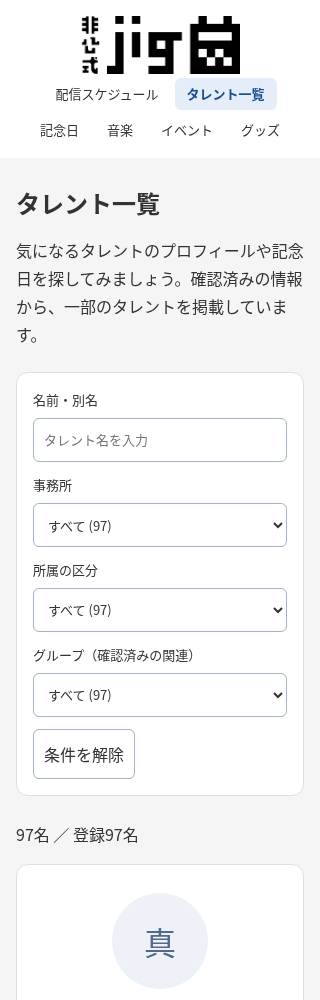 非公式 jig
配信スケジュール タレント一覧
記念日 音楽 イベント グッズ
タレント一覧
気になるタレントのプロフィールや記念
日を探してみましょう。確認済みの情報
から、一部のタレントを掲載していま
す。
名前・別名
タレント名を入力
事務所
すべて (97)
所属の区分
すべて (97)
グループ（確認済みの関連）
すべて (97)
条件を解除
97名 ／ 登録97名
真